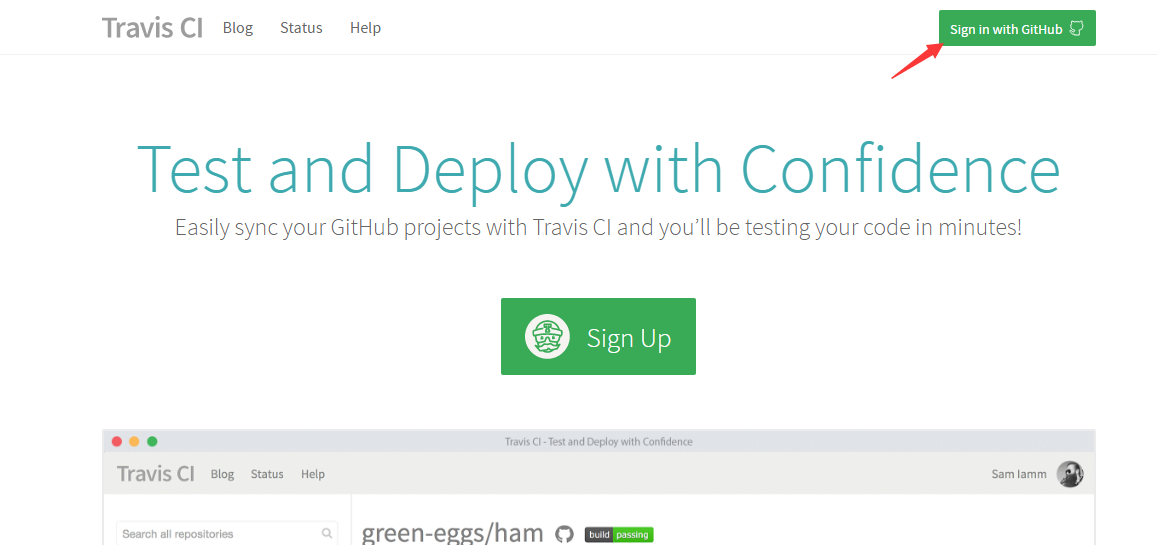 Travis CI Blog Status Help Sign in with GitHub
Test and Deploy with Confidence
Easily sync your GitHub projects with Travis CI and you’ll be testing your code in minutes!
Sign Up
Travis CI - Test and Deploy with Confidence
Travis CI Blog Status Help Sam Iamm
Search all repositories green-eggs/ham build passing